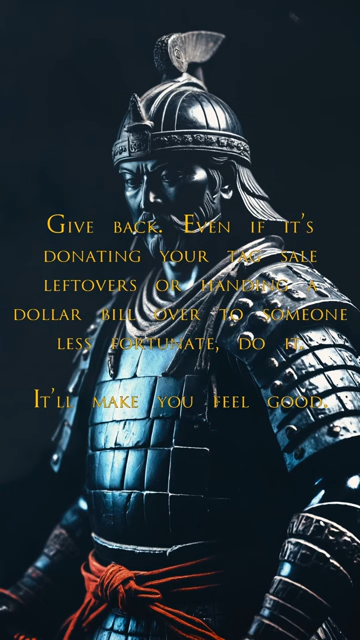 Give back. Even if it's
donating your tag sale
leftovers or handing a
dollar bill over to someone
less fortunate, do it.
It'll make you feel good.